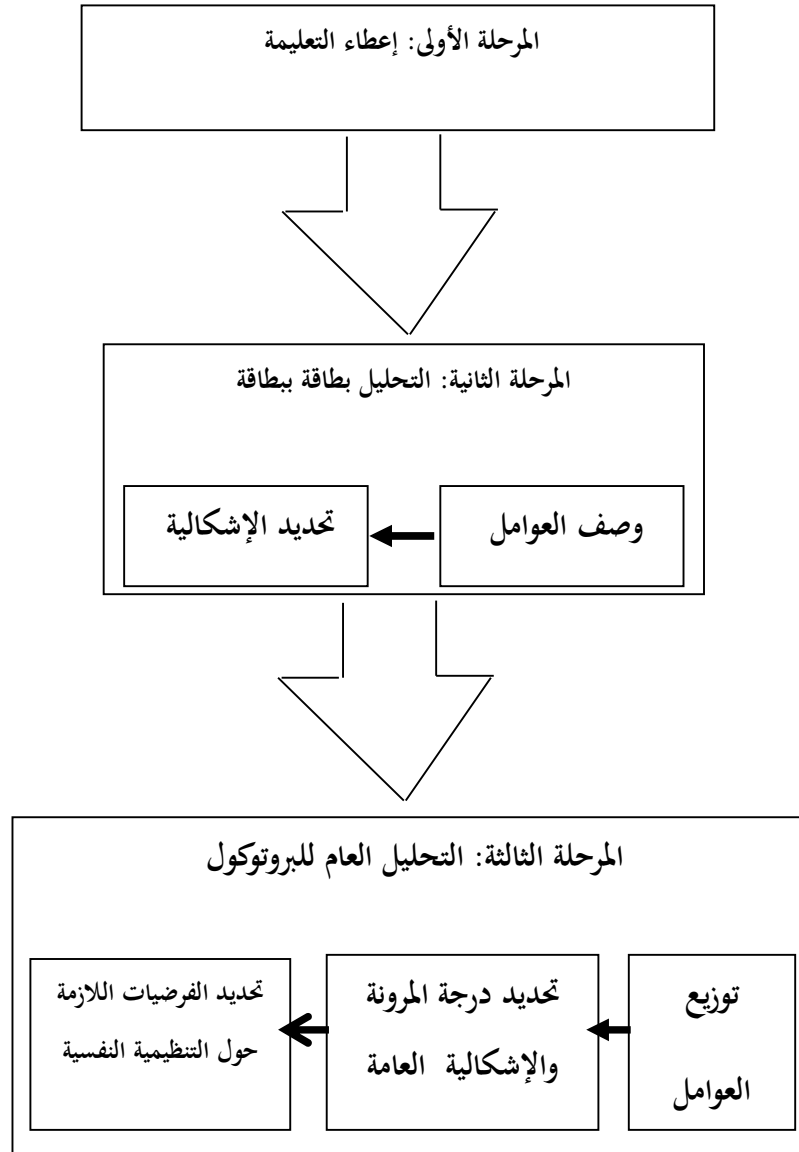 المرحلة الأولى: إعطاء التعليمة
المرحلة الثانية: التحليل بطاقة ببطاقة
وصف العوامل
تحديد الإشكالية
المرحلة الثالثة: التحليل العام للبروتوكول
توزيع
العوامل
تحديد درجة المرونة
والإشكالية العامة
تحديد الفرضيات اللازمة
حول التنظيمية النفسية